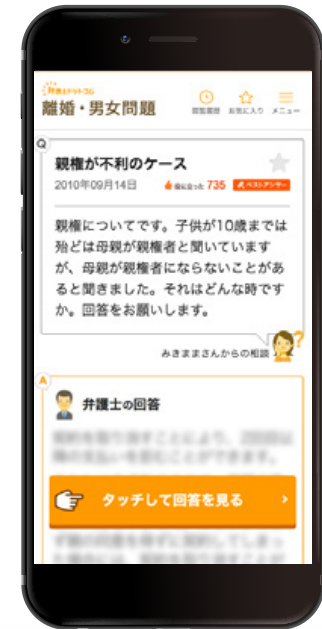 弁護士ドットコム
離婚・男女問題
閲覧履歴 お気に入り メニュー
Q
親権が不利のケース
2010年09月14日 役に立った 735 ベストアンサー
親権についてです。子供が10歳までは
殆どは母親が親権者と聞いています
が、母親が親権者にならないことがあ
ると聞きました。それはどんな時です
か。回答をお願いします。
みきままさんからの相談
?
A
弁護士の回答
タッチして回答を見る